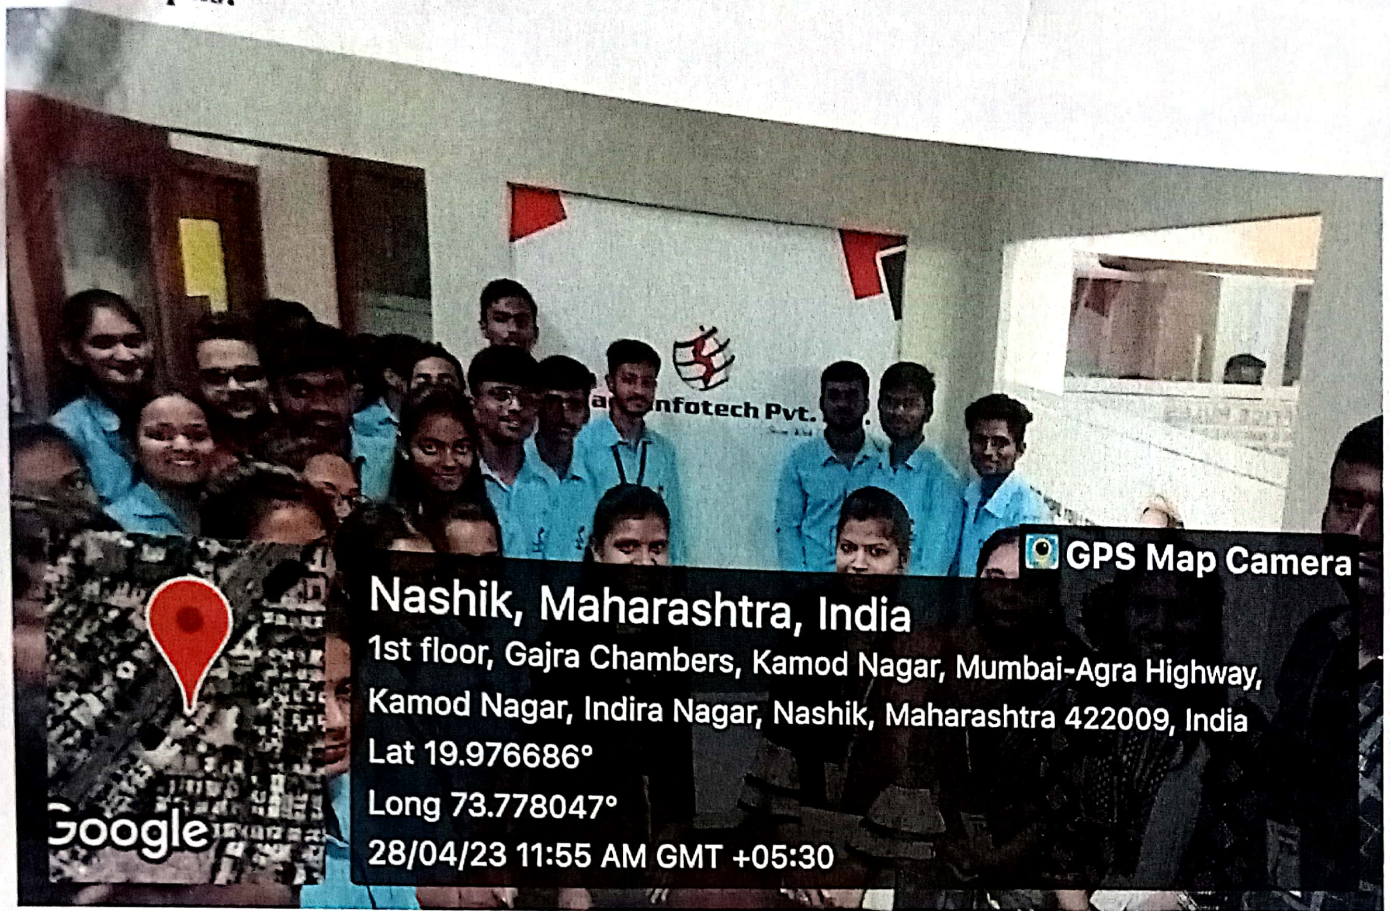 nfotech Pvt.
GPS Map Camera
Nashik, Maharashtra, India
1st floor, Gajra Chambers, Kamod Nagar, Mumbai-Agra Highway,
Kamod Nagar, Indira Nagar, Nashik, Maharashtra 422009, India
Lat 19.976686°
Long 73.778047°
28/04/23 11:55 AM GMT +05:30
Google